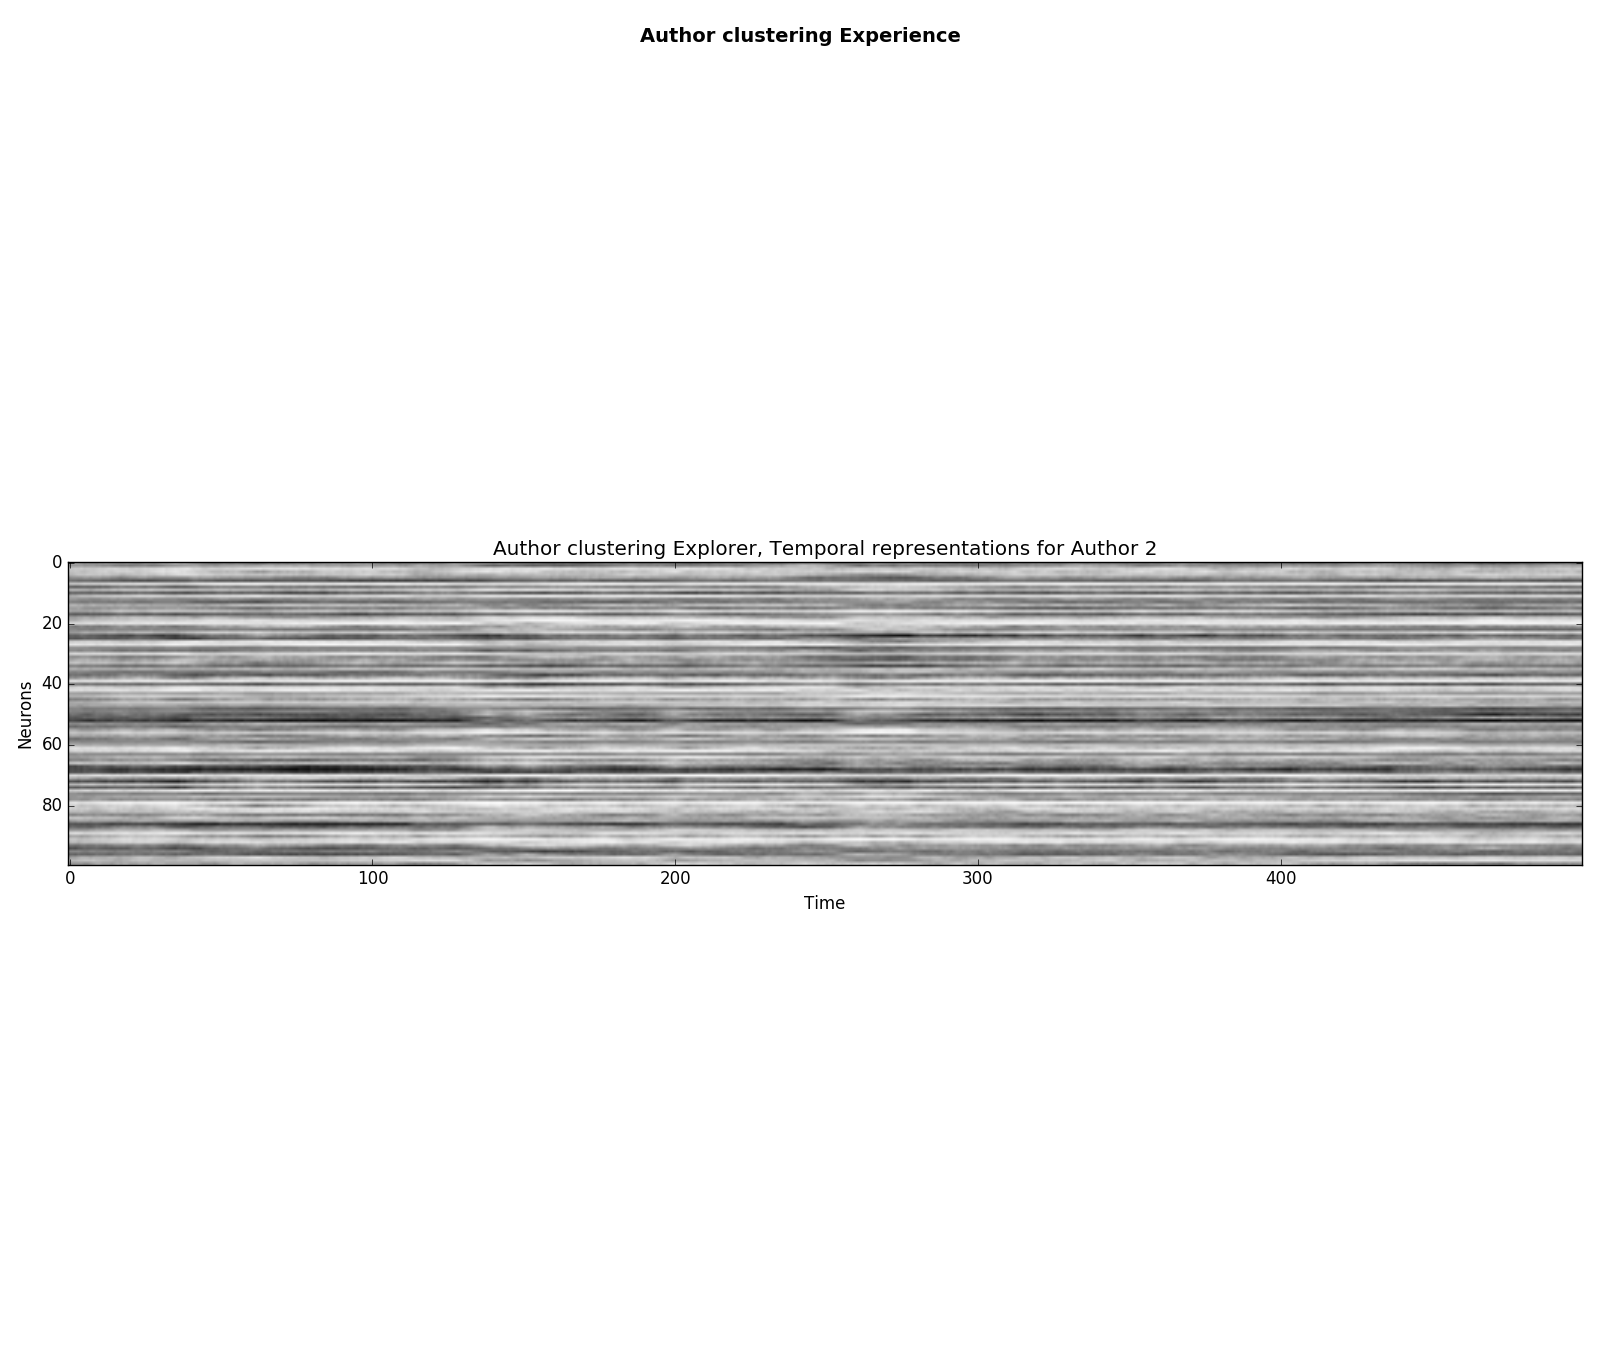 Author clustering Experience
Author clustering Explorer, Temporal representations for Author 2
0
20
40
60
80
Neurons
0 100 200 300 400
Time